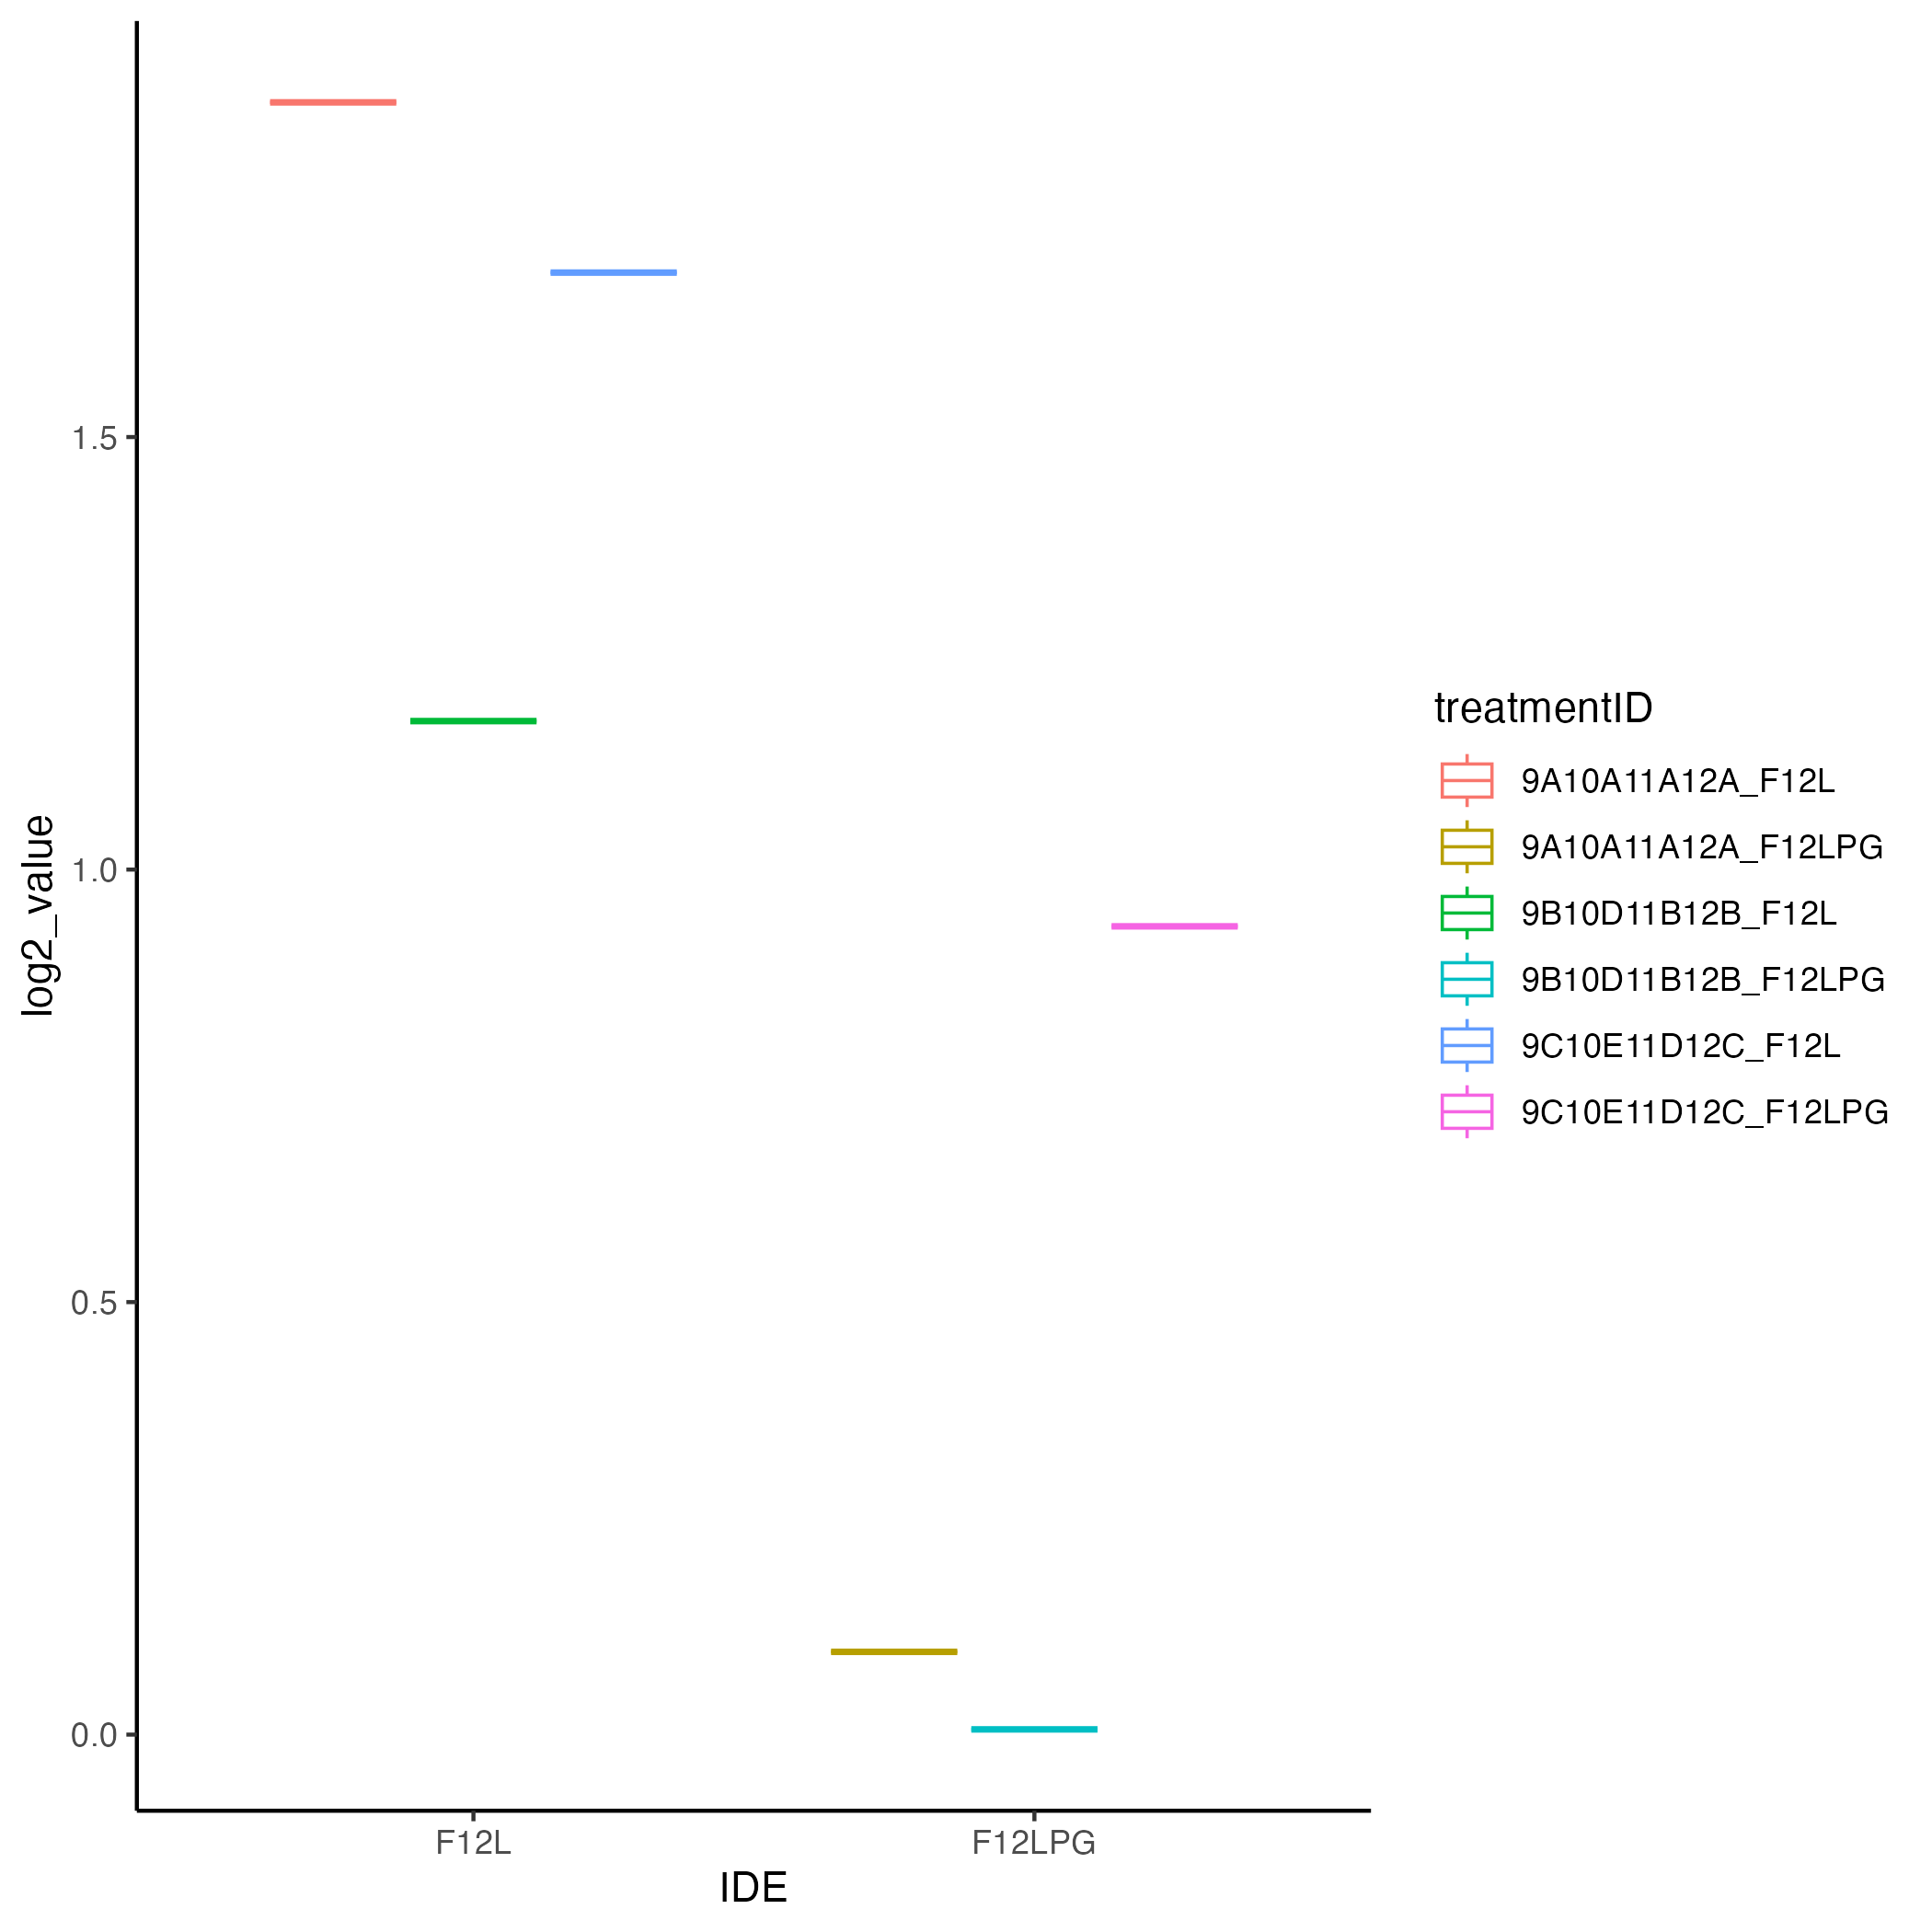 log2_value
1.5
1.0
0.5
0.0
F12L
F12LPG
IDE
treatmentID
9A10A11A12A_F12L
9A10A11A12A_F12LPG
9B10D11B12B_F12L
9B10D11B12B_F12LPG
9C10E11D12C_F12L
9C10E11D12C_F12LPG